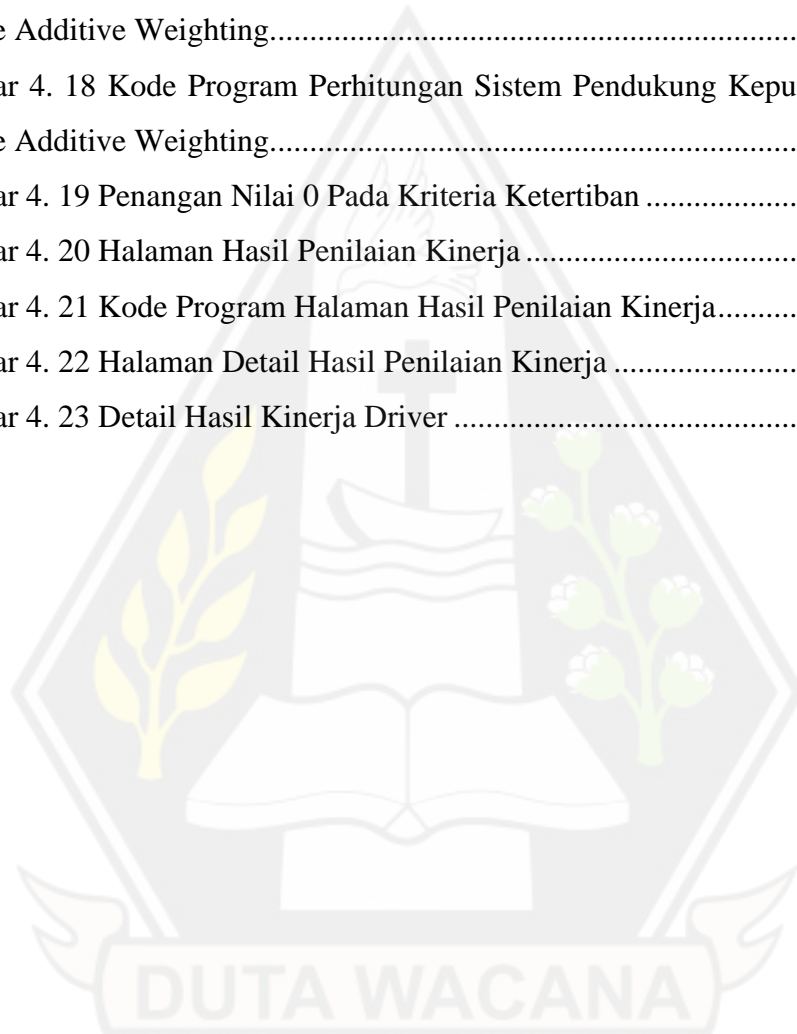 e Additive Weighting....................................................................
ar 4. 18 Kode Program Perhitungan Sistem Pendukung Kepu
e Additive Weighting....................................................................
ar 4. 19 Penangan Nilai 0 Pada Kriteria Ketertiban ...................
ar 4. 20 Halaman Hasil Penilaian Kinerja ..................................
ar 4. 21 Kode Program Halaman Hasil Penilaian Kinerja..........
ar 4. 22 Halaman Detail Hasil Penilaian Kinerja .......................
ar 4. 23 Detail Hasil Kinerja Driver ...........................................
DUTA WACANA